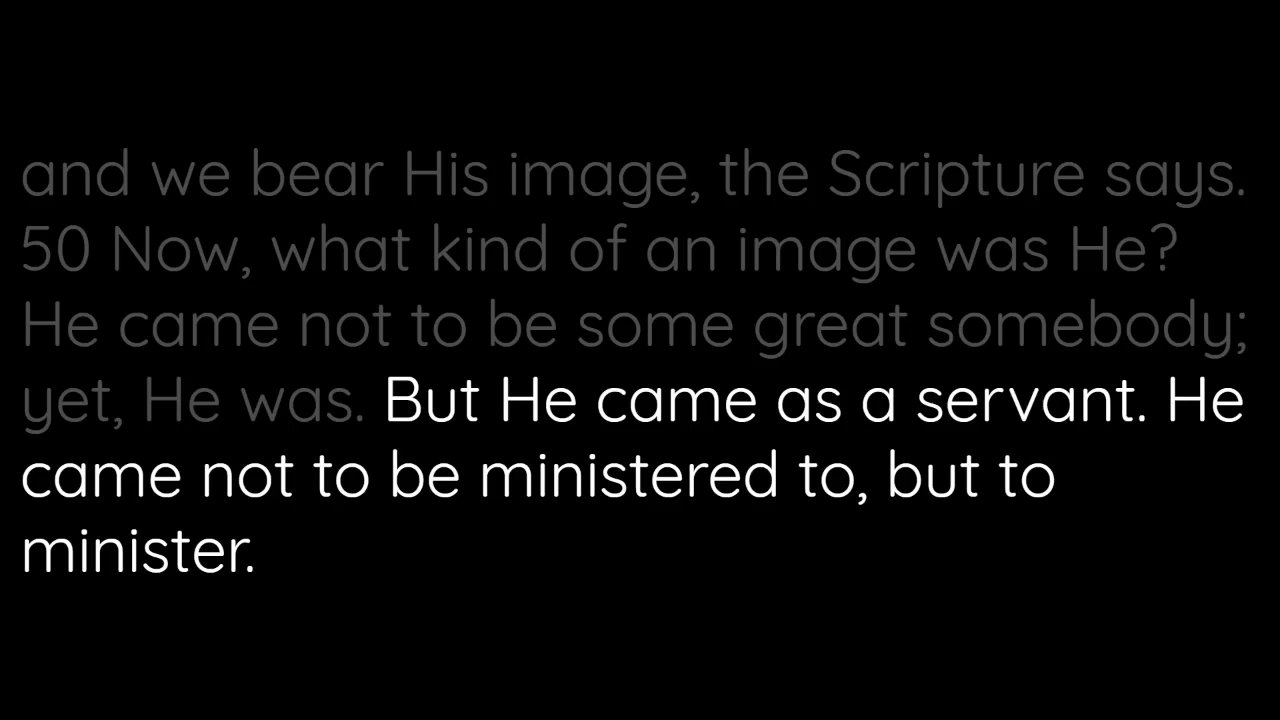 and we bear His image, the Scripture says.
50 Now, what kind of an image was He?
He came not to be some great somebody;
yet, He was. But He came as a servant. He
came not to be ministered to, but to
minister.